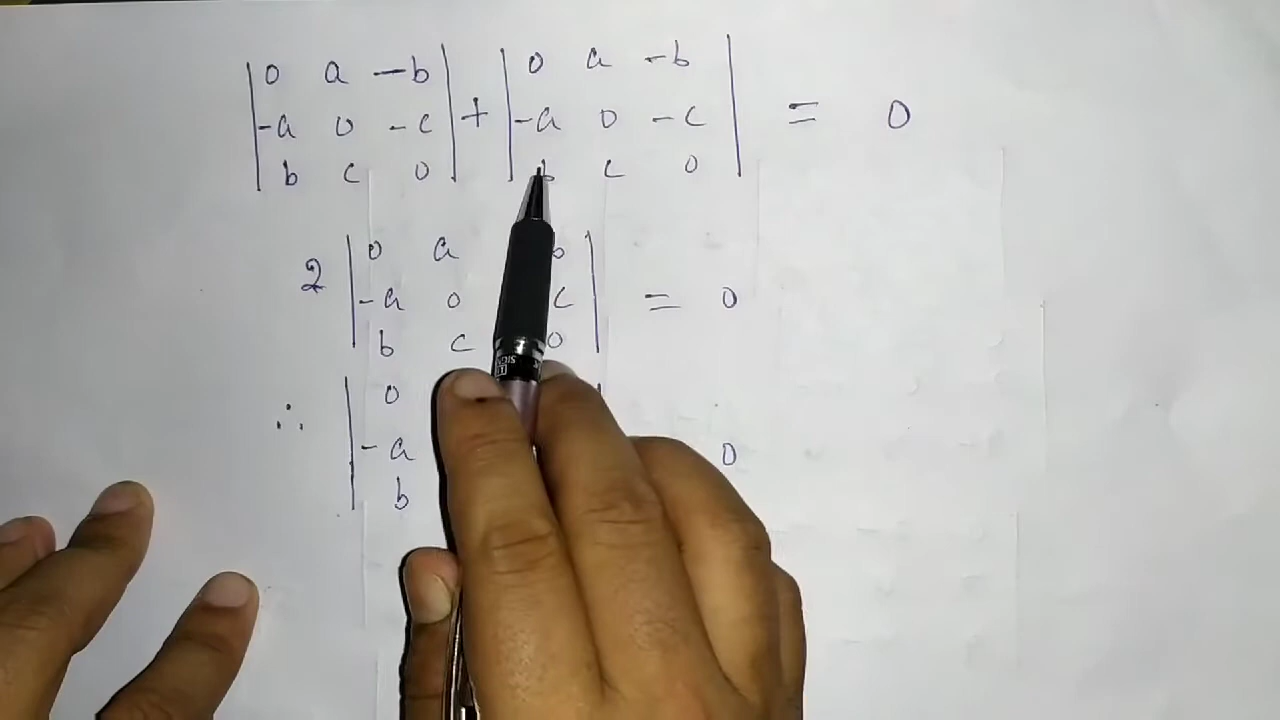 | 0 a -b | + | 0 a -b | = 0
| -a 0 -c | | -a 0 -c |
| b c 0 | | b c 0 |
2 | 0 a b |
| -a 0 c | = 0
| b c 0 |
∴ | 0
| -a 0
| b